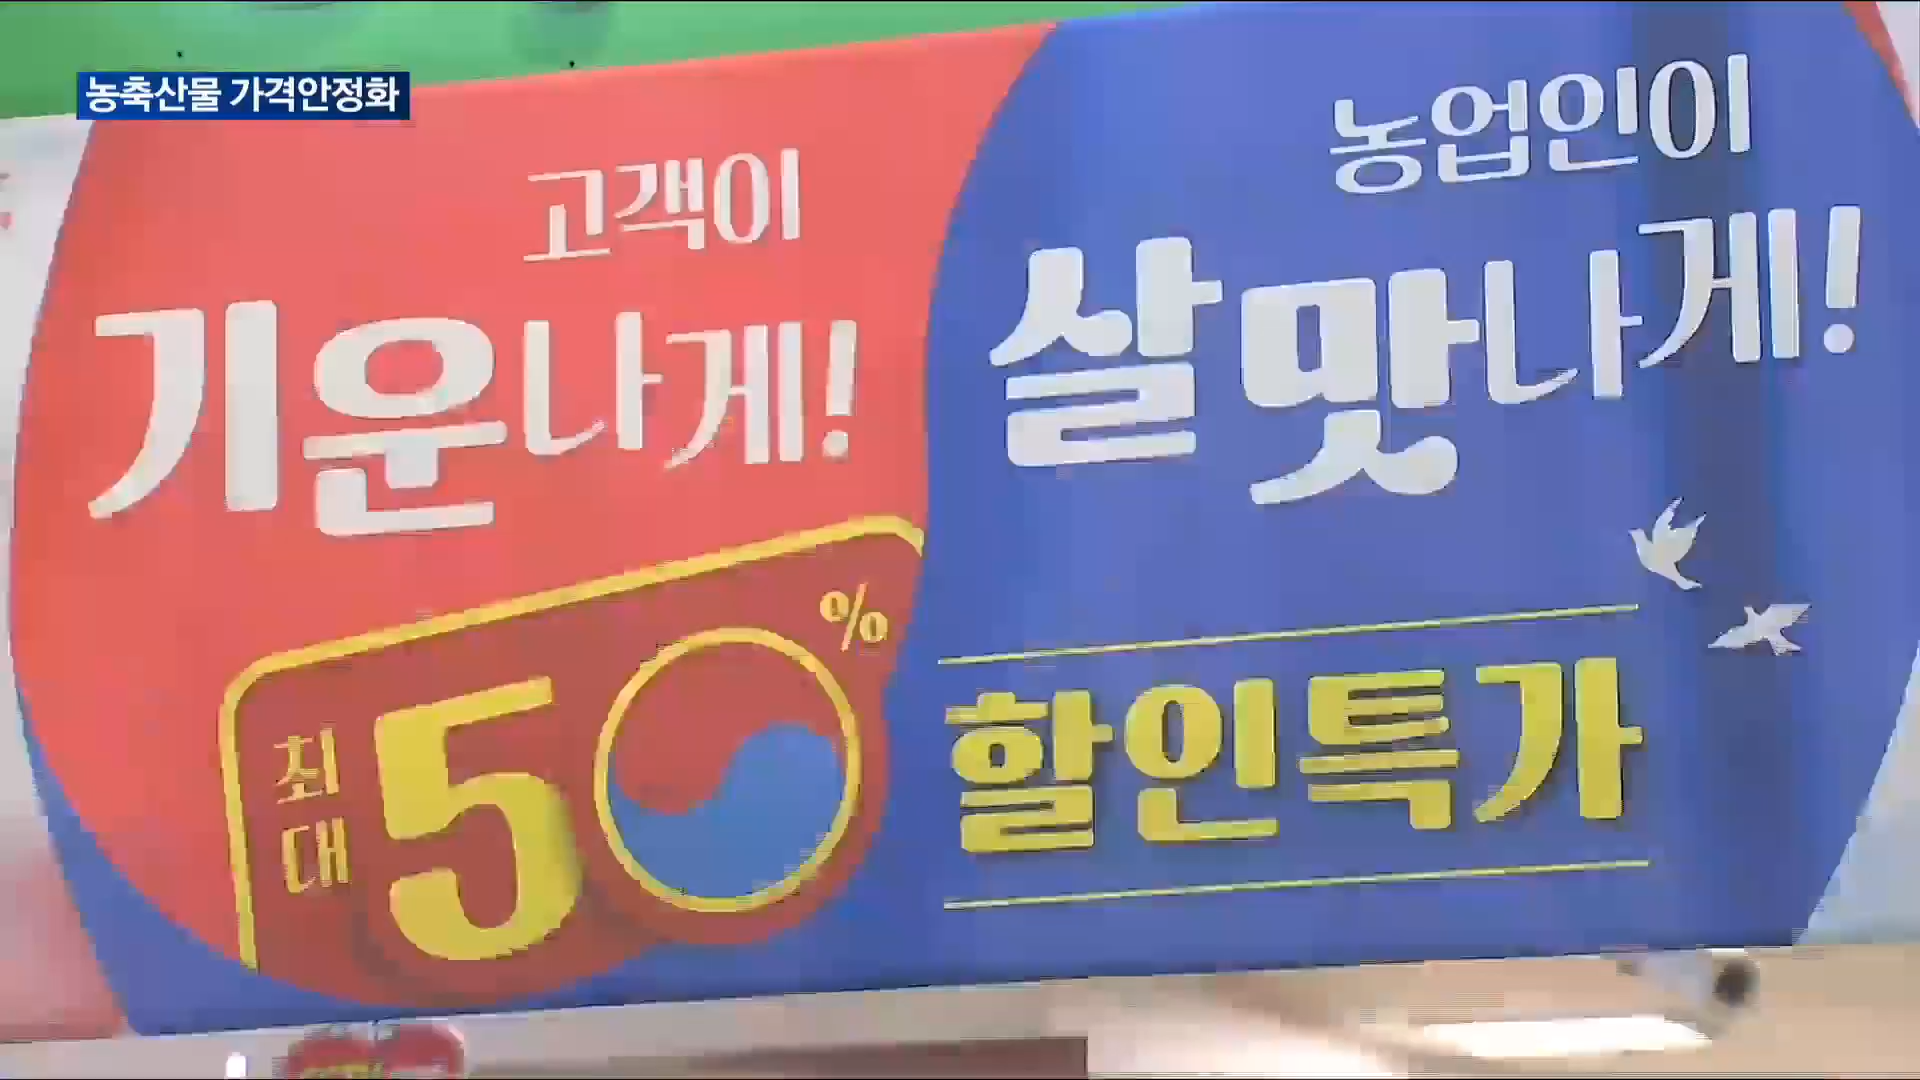 농축산물 가격안정화
고객이
기운나게!
최대 50%
농업인이
살맛나게!
할인특가